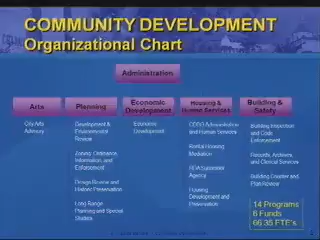 COMMUNITY DEVELOPMENT
Organizational Chart
Administration
Arts
Planning
Economic
Development
Housing &
Human Services
Building &
Safety
City Arts
Advisory
Development &
Environmental
Review
Zoning: Ordinance,
Information, and
Enforcement
Design Review and
Historic Preservation
Long Range
Planning and Special
Studies
Economic
Development
CDBG Administration
and Human Services
Rental Housing
Mediation
RDA Successor
Agency
Housing
Development and
Preservation
Building Inspection
and Code
Enforcement
Records, Archives,
and Clerical Services
Building Counter and
Plan Review
14 Programs
6 Funds
66.35 FTE's